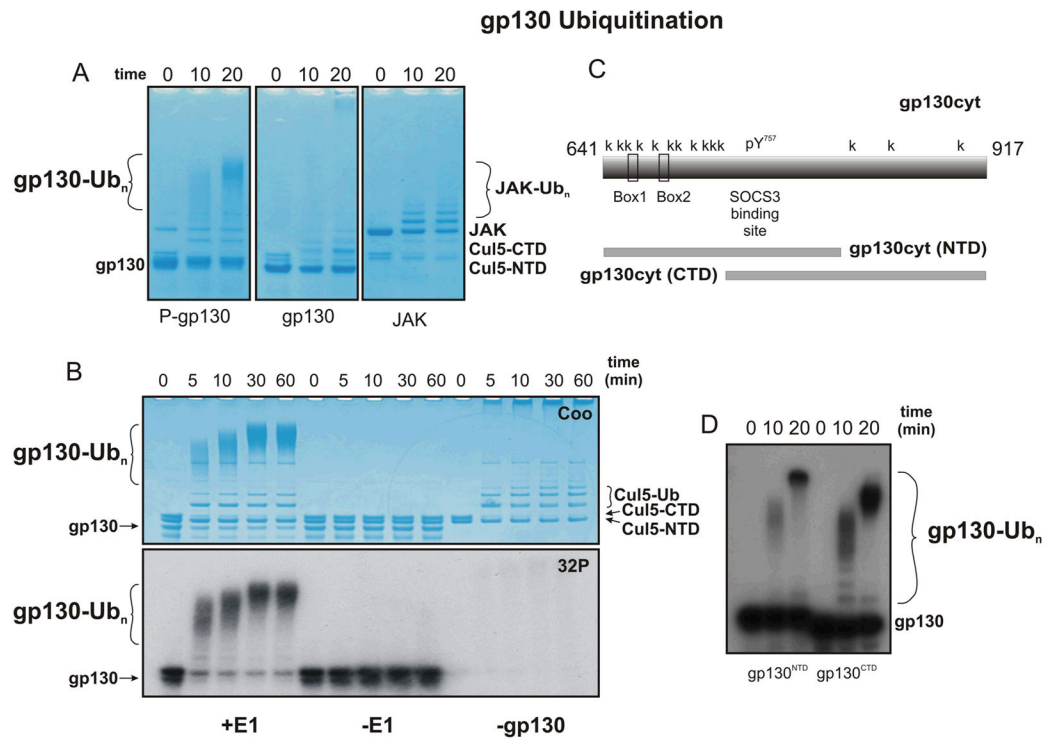 gp130 Ubiquitination
A
time 0 10 20 0 10 20 0 10 20
gp130-Ubn
gp130
JAK-Ubn
JAK
Cul5-CTD
Cul5-NTD
P-gp130 gp130 JAK
C
gp130cyt
k kkk k k kk k kkk pY757 k k k
641 917
Box1 Box2 SOCS3
binding
site
gp130cyt (NTD)
gp130cyt (CTD)
B
time
(min)
0 5 10 30 60 0 5 10 30 60 0 5 10 30 60
Coo
gp130-Ubn
gp130
Cul5-Ub
Cul5-CTD
Cul5-NTD
32P
gp130-Ubn
gp130
+E1 -E1 -gp130
D
time
(min)
0 10 20 0 10 20
gp130-Ubn
gp130
gp130NTD gp130CTD